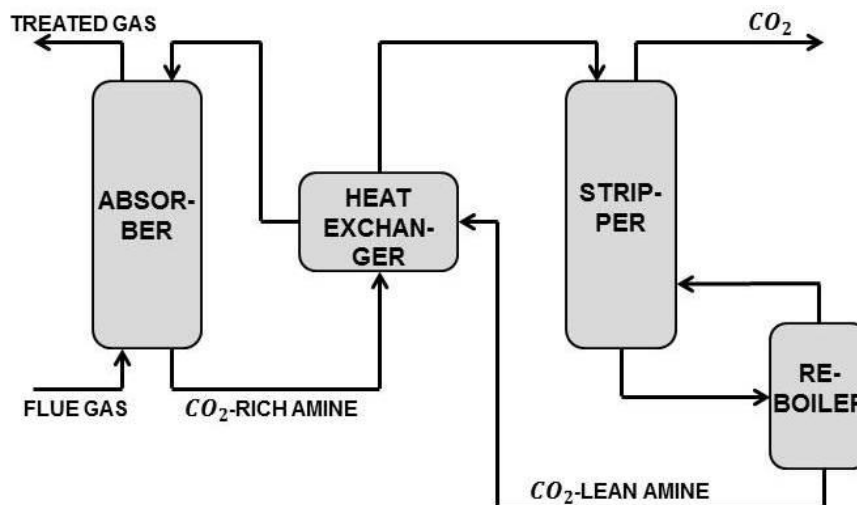 TREATED GAS
CO₂
ABSOR-
BER
HEAT
EXCHAN-
GER
STRIP-
PER
RE-
BOILER
FLUE GAS
CO₂-RICH AMINE
CO₂-LEAN AMINE